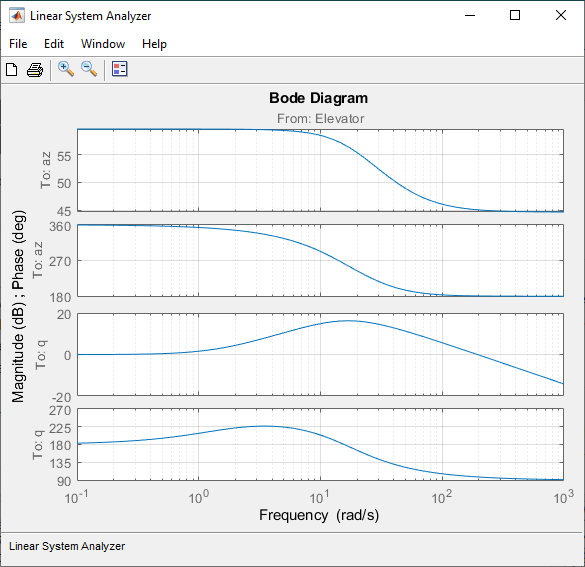 Linear System Analyzer
File Edit Window Help
Bode Diagram
From: Elevator
Magnitude (dB) ; Phase (deg)
To: az
55
50
45
To: az
360
270
180
To: q
20
0
-20
To: q
270
225
180
135
90
10^-1 10^0 10^1 10^2 10^3
Frequency (rad/s)
Linear System Analyzer